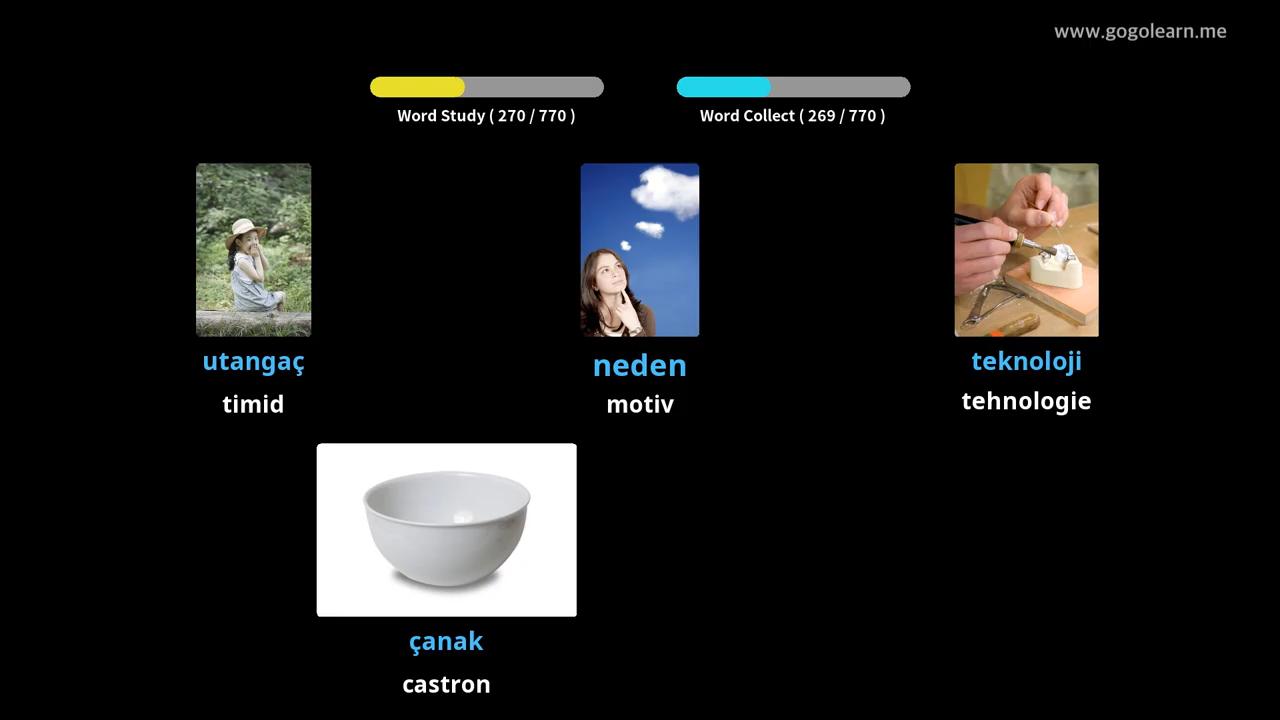 www.gogolearn.me
Word Study ( 270 / 770 )
Word Collect ( 269 / 770 )
utangaç
neden
teknoloji
timid
motiv
tehnologie
çanak
castron